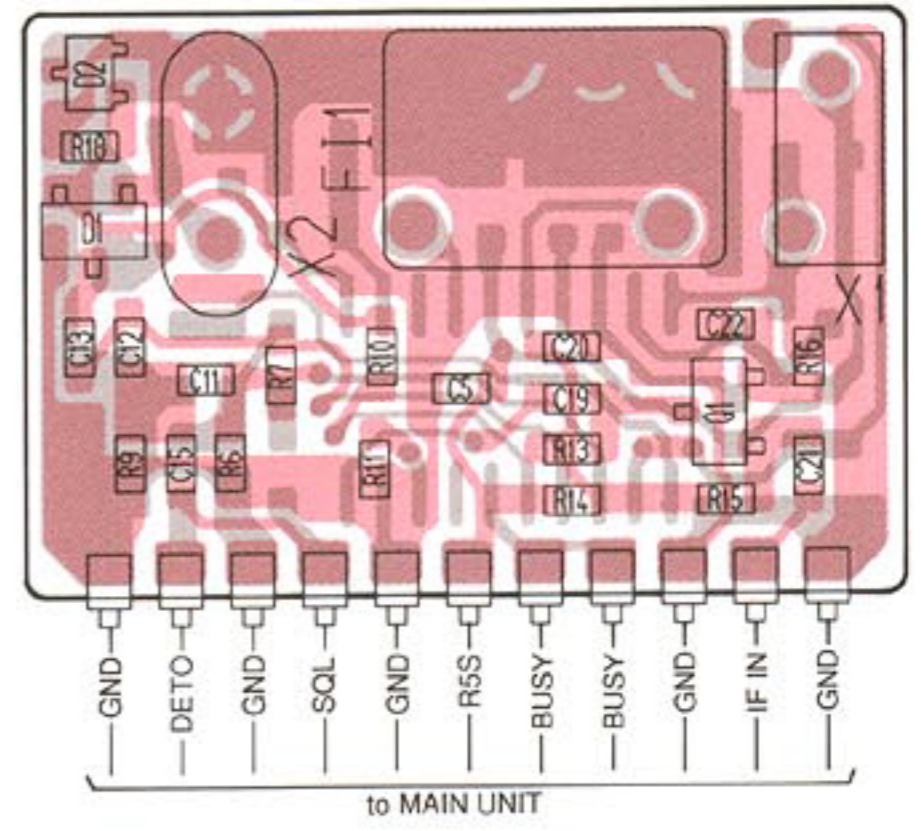 D2
R18
D1
FI1
X2
X1
C13
C12
C11
R7
R10
C5
C20
C22
R16
C19
Q1
R9
C15
R6
R11
R13
C21
R14
R15
GND
DETO
GND
SQL
GND
R5S
BUSY
BUSY
GND
IF IN
GND
to MAIN UNIT